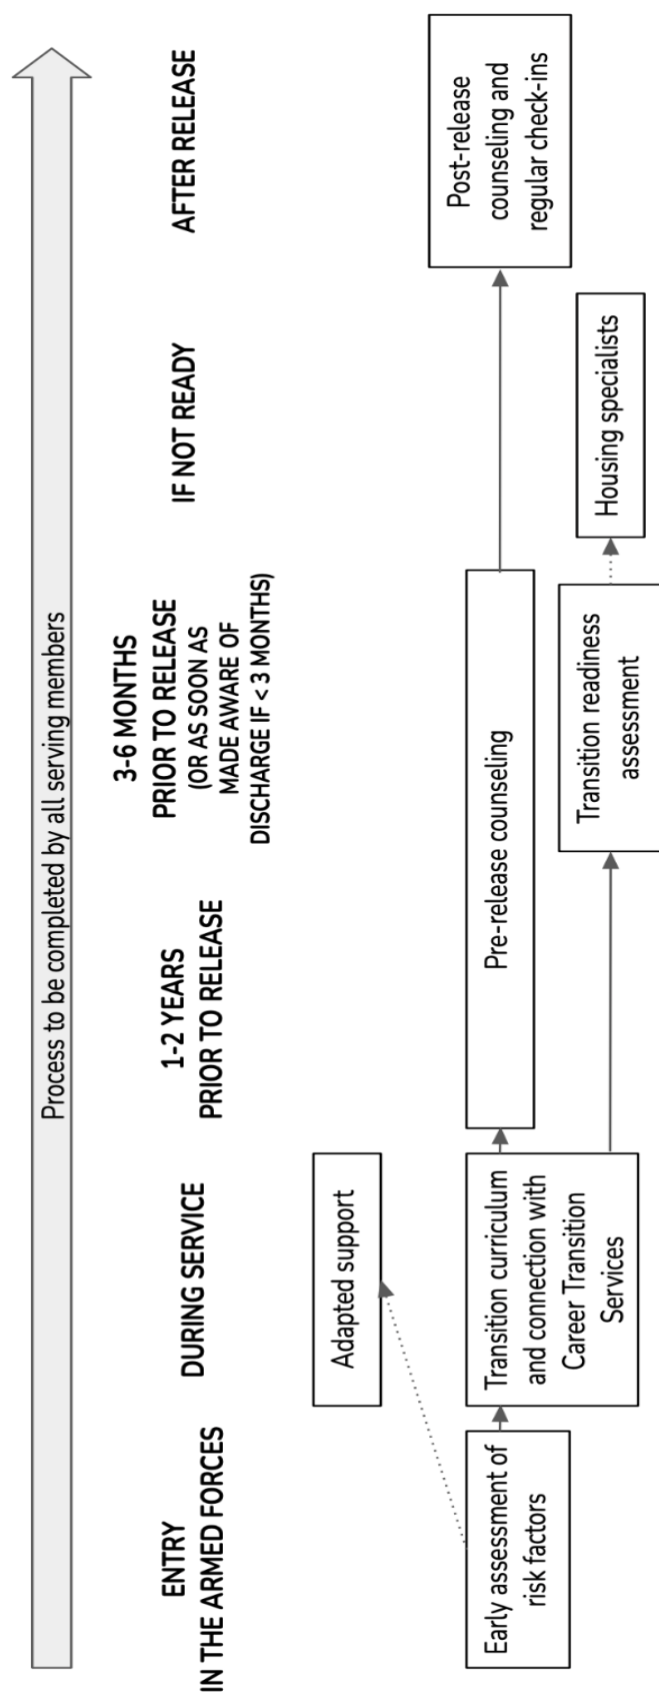 Process to be completed by all serving members
ENTRY
IN THE ARMED FORCES
DURING SERVICE
1-2 YEARS
PRIOR TO RELEASE
3-6 MONTHS
PRIOR TO RELEASE
(OR AS SOON AS
MADE AWARE OF
DISCHARGE IF < 3 MONTHS)
IF NOT READY
AFTER RELEASE
Adapted support
Early assessment of
risk factors
Transition curriculum
and connection with
Career Transition
Services
Pre-release counseling
Transition readiness
assessment
Housing specialists
Post-release
counseling and
regular check-ins